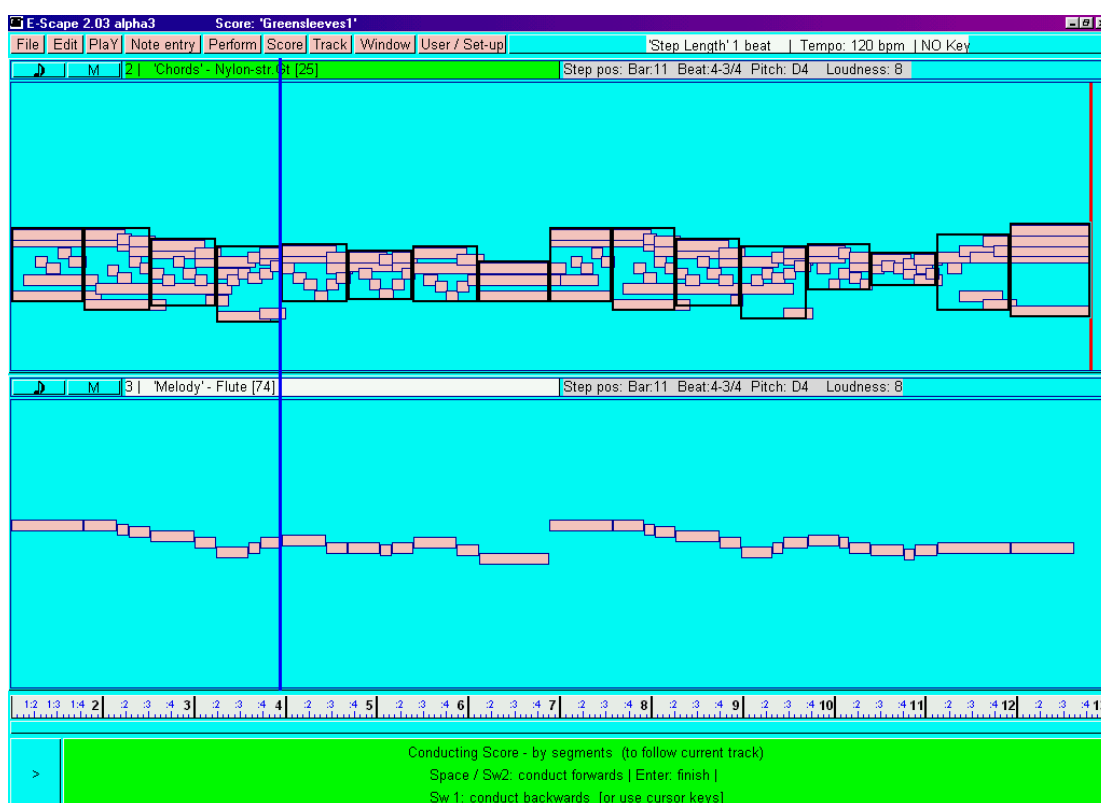 E-Scape 2.03 alpha3 Score: 'Greensleeves1'
File Edit PlaY Note entry Perform Score Track Window User / Set-up 'Step Length' 1 beat | Tempo: 120 bpm | NO Key
M 2 | 'Chords' - Nylon-str.Gt [25] Step pos: Bar:11 Beat:4-3/4 Pitch: D4 Loudness: 8
M 3 | 'Melody' - Flute [74] Step pos: Bar:11 Beat:4-3/4 Pitch: D4 Loudness: 8
1:2 1:3 1:4 2 :2 :3 :4 3 :2 :3 :4 4 :2 :3 :4 5 :2 :3 :4 6 :2 :3 :4 7 :2 :3 :4 8 :2 :3 :4 9 :2 :3 :4 10 :2 :3 :4 11 :2 :3 :4 12 :2 :3 :4
Conducting Score - by segments (to follow current track)
> Space / Sw2: conduct forwards | Enter: finish |
Sw 1: conduct backwards [or use cursor keys]